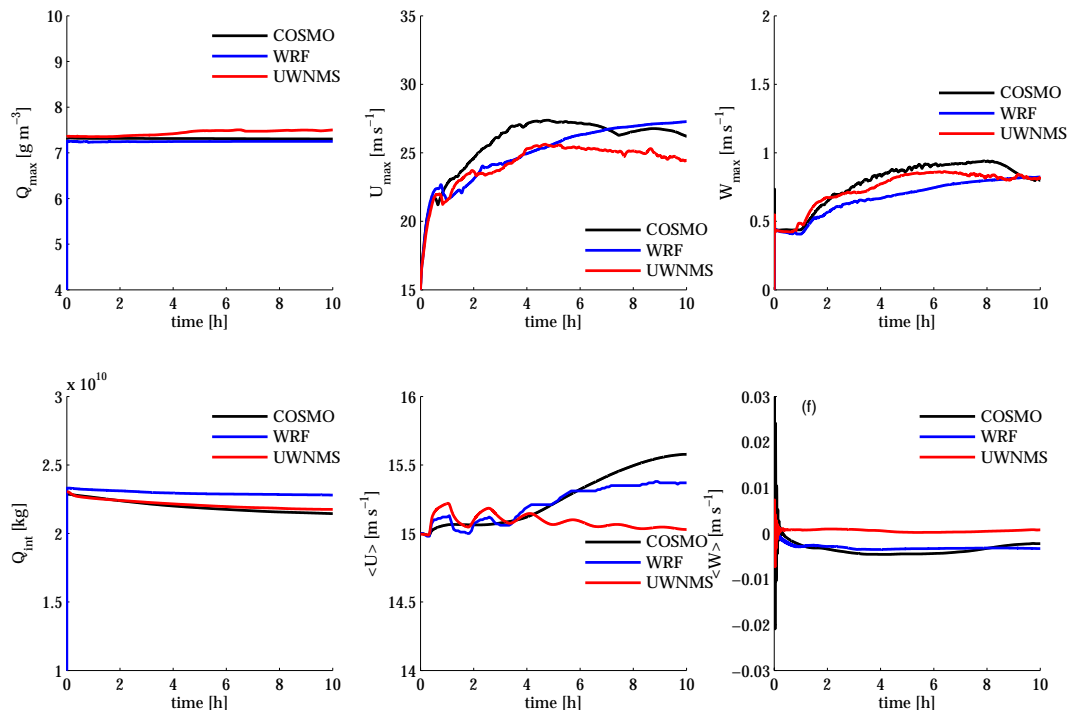 10
9
8
7
6
5
4
0 2 4 6 8 10
Q_max [g m⁻³]
time [h]
COSMO
WRF
UWNMS
35
30
25
20
15
0 2 4 6 8 10
U_max [m s⁻¹]
time [h]
COSMO
WRF
UWNMS
2
1.5
1
0.5
0
0 2 4 6 8 10
W_max [m s⁻¹]
time [h]
COSMO
WRF
UWNMS
x 10¹⁰
3
2.5
2
1.5
1
0 2 4 6 8 10
Q_int [kg]
time [h]
COSMO
WRF
UWNMS
16
15.5
15
14.5
14
0 2 4 6 8 10
<U> [m s⁻¹]
time [h]
COSMO
WRF
UWNMS
0.03
0.02
0.01
0
−0.01
−0.02
−0.03
0 2 4 6 8 10
<W> [m s⁻¹]
time [h]
(f)
COSMO
WRF
UWNMS